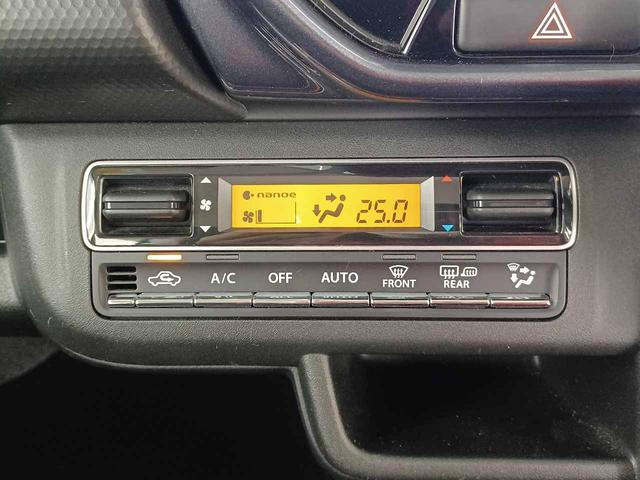 nanoe
25.0
A/C OFF AUTO FRONT REAR